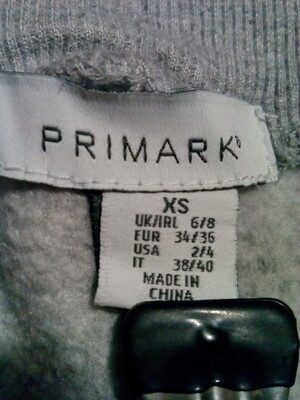 PRIMARK
XS
UK/IRL 6/8
EUR 34/36
USA 2/4
IT 38/40
MADE IN
CHINA